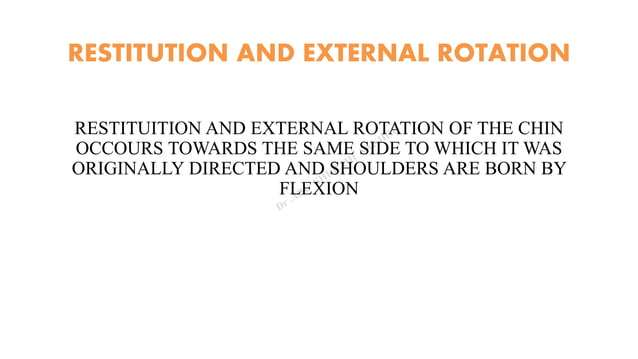 RESTITUTION AND EXTERNAL ROTATION
RESTITUITION AND EXTERNAL ROTATION OF THE CHIN
OCCOURS TOWARDS THE SAME SIDE TO WHICH IT WAS
ORIGINALLY DIRECTED AND SHOULDERS ARE BORN BY
FLEXION